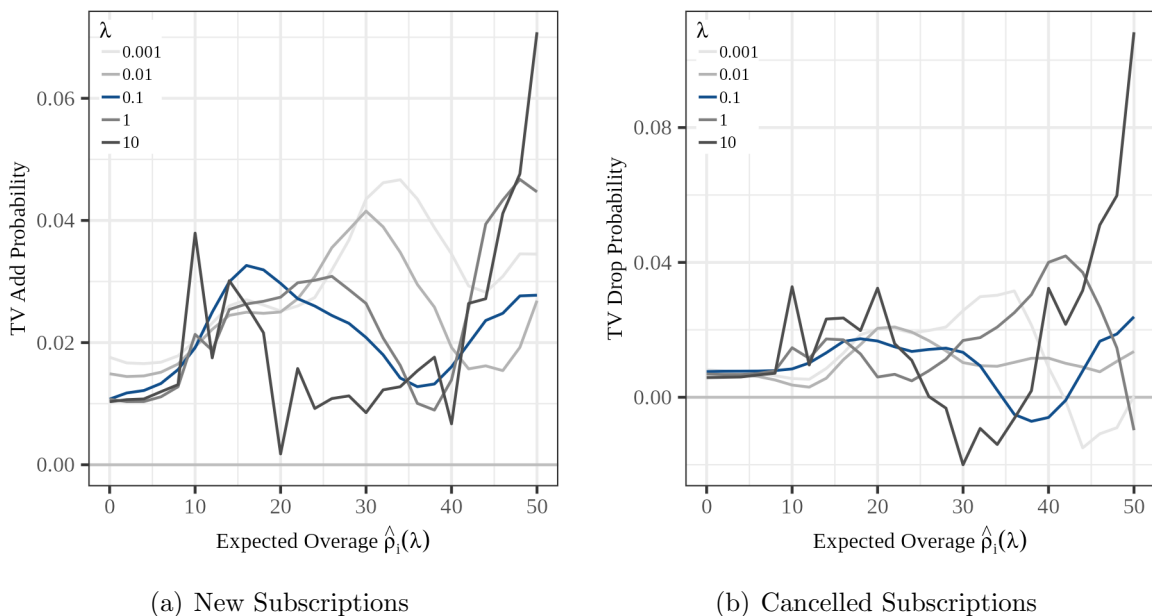 λ
0.001
0.01
0.1
1
10
0.06
0.04
0.02
0.00
TV Add Probability
0 10 20 30 40 50
Expected Overage ρ̂ᵢ(λ)
(a) New Subscriptions
λ
0.001
0.01
0.1
1
10
0.08
0.04
0.00
TV Drop Probability
0 10 20 30 40 50
Expected Overage ρ̂ᵢ(λ)
(b) Cancelled Subscriptions